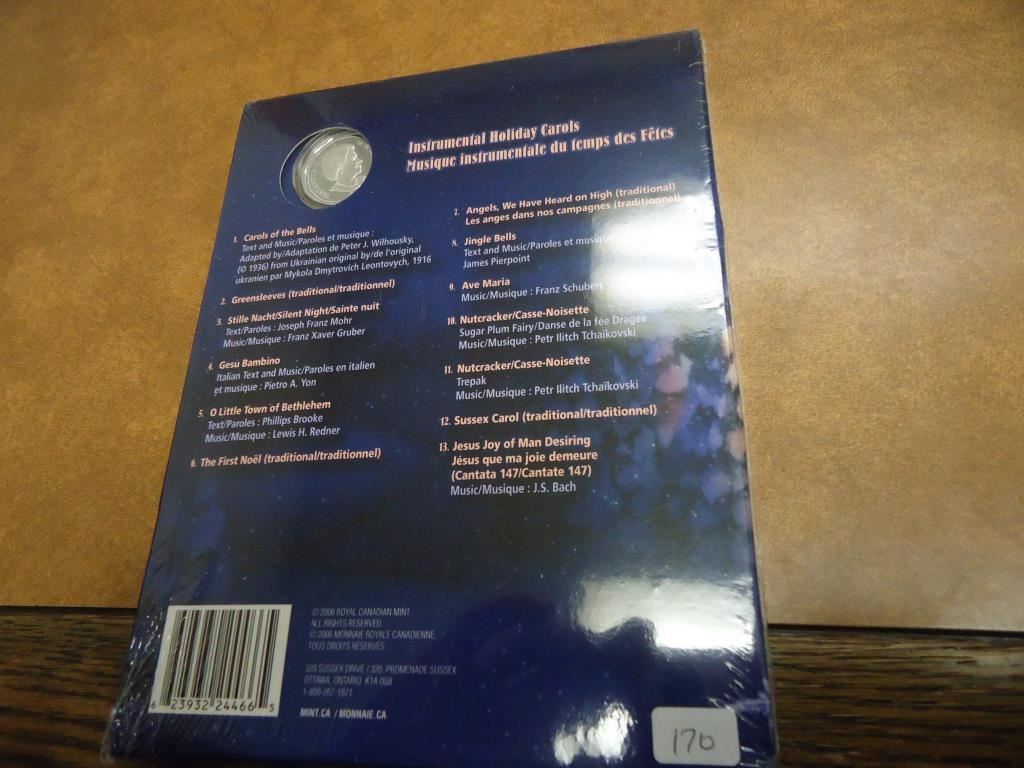 Instrumental Holiday Carols
Musique instrumentale du temps des Fêtes
1. Carols of the Bells
Text and Music/Paroles et musique :
Adapted by/Adaptation de Peter J. Wilhousky,
(© 1936) from Ukrainian original by/de l'original
ukranien par Mykola Dmytrovich Leontovych, 1916
2. Greensleeves (traditional/traditionnel)
3. Stille Nacht/Silent Night/Sainte nuit
Text/Paroles : Joseph Franz Mohr
Music/Musique : Franz Xaver Gruber
4. Gesu Bambino
Italian Text and Music/Paroles en italien
et musique : Pietro A. Yon
5. O Little Town of Bethlehem
Text/Paroles : Phillips Brooke
Music/Musique : Lewis H. Redner
6. The First Noël (traditional/traditionnel)
7. Angels, We Have Heard on High (traditional)
Les anges dans nos campagnes (traditionnel)
8. Jingle Bells
Text and Music/Paroles et musique
James Pierpoint
9. Ave Maria
Music/Musique : Franz Schubert
10. Nutcracker/Casse-Noisette
Sugar Plum Fairy/Danse de la fée Dragée
Music/Musique : Petr Ilitch Tchaïkovski
11. Nutcracker/Casse-Noisette
Trepak
Music/Musique : Petr Ilitch Tchaïkovski
12. Sussex Carol (traditional/traditionnel)
13. Jesus Joy of Man Desiring
Jésus que ma joie demeure
(Cantata 147/Cantate 147)
Music/Musique : J.S. Bach
© 2006 ROYAL CANADIAN MINT.
ALL RIGHTS RESERVED.
© 2006 MONNAIE ROYALE CANADIENNE.
TOUS DROITS RÉSERVÉS.
320 SUSSEX DRIVE / 320, PROMENADE SUSSEX
OTTAWA, ONTARIO K1A 0G8
1-800-267-1871
MINT.CA / MONNAIE.CA
6 23932 24466 5
170